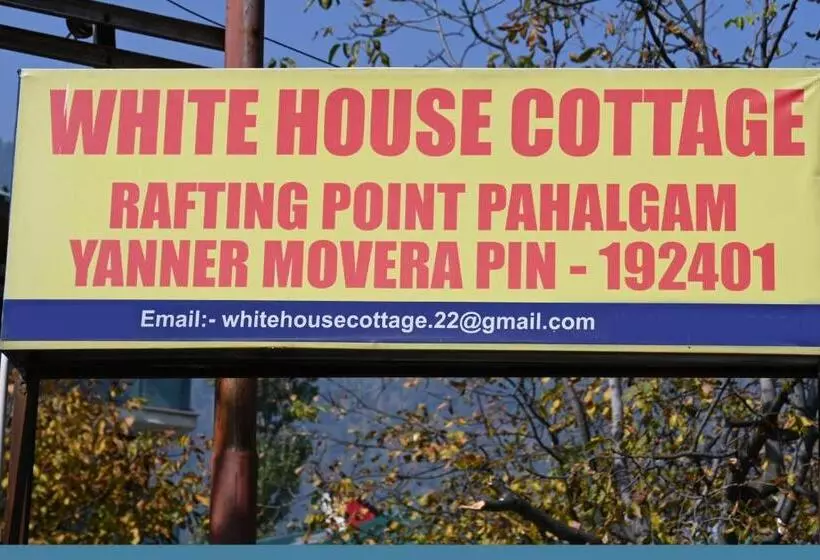 WHITE HOUSE COTTAGE
RAFTING POINT PAHALGAM
YANNER MOVERA PIN - 192401
Email:- whitehousecottage.22@gmail.com